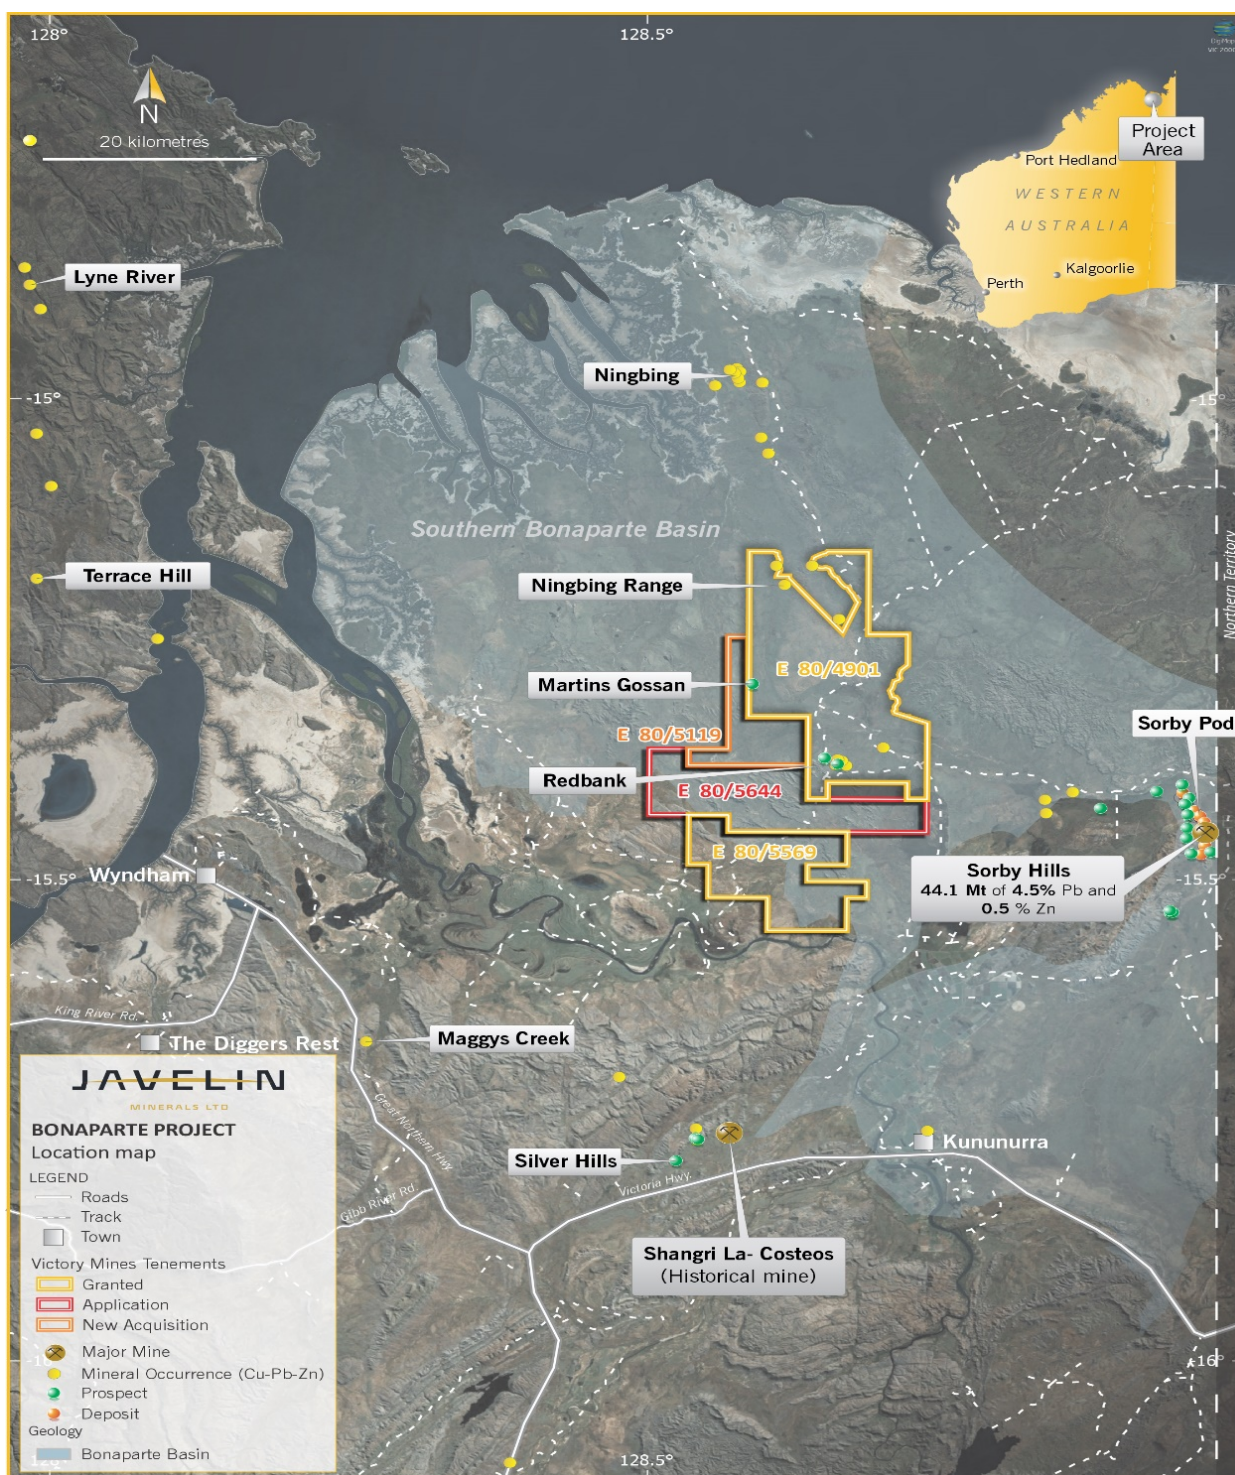 128°
128.5°
DigiMaps
N
20 kilometres
Project
Area
Port Hedland
WESTERN
AUSTRALIA
Kalgoorlie
Perth
Lyne River
Ningbing
-15°
-15°
Southern Bonaparte Basin
Northern Territory
Terrace Hill
Ningbing Range
E 80/4901
Martins Gossan
Sorby Pod
E 80/5119
Redbank
E 80/5644
E 80/5569
Sorby Hills
44.1 Mt of 4.5% Pb and
0.5 % Zn
Wyndham
-15.5°
-15.5°
King River Rd.
The Diggers Rest
Maggys Creek
Great Northern Hwy.
Kununurra
Silver Hills
Victoria Hwy.
Gibb River Rd
Shangri La- Costeos
(Historical mine)
JAVELIN
MINERALS LTD
BONAPARTE PROJECT
Location map
LEGEND
Roads
Track
Town
Victory Mines Tenements
Granted
Application
New Acquisition
Major Mine
-16°
-16°
Mineral Occurrence (Cu-Pb-Zn)
Prospect
Deposit
Geology
Bonaparte Basin
128°
128.5°